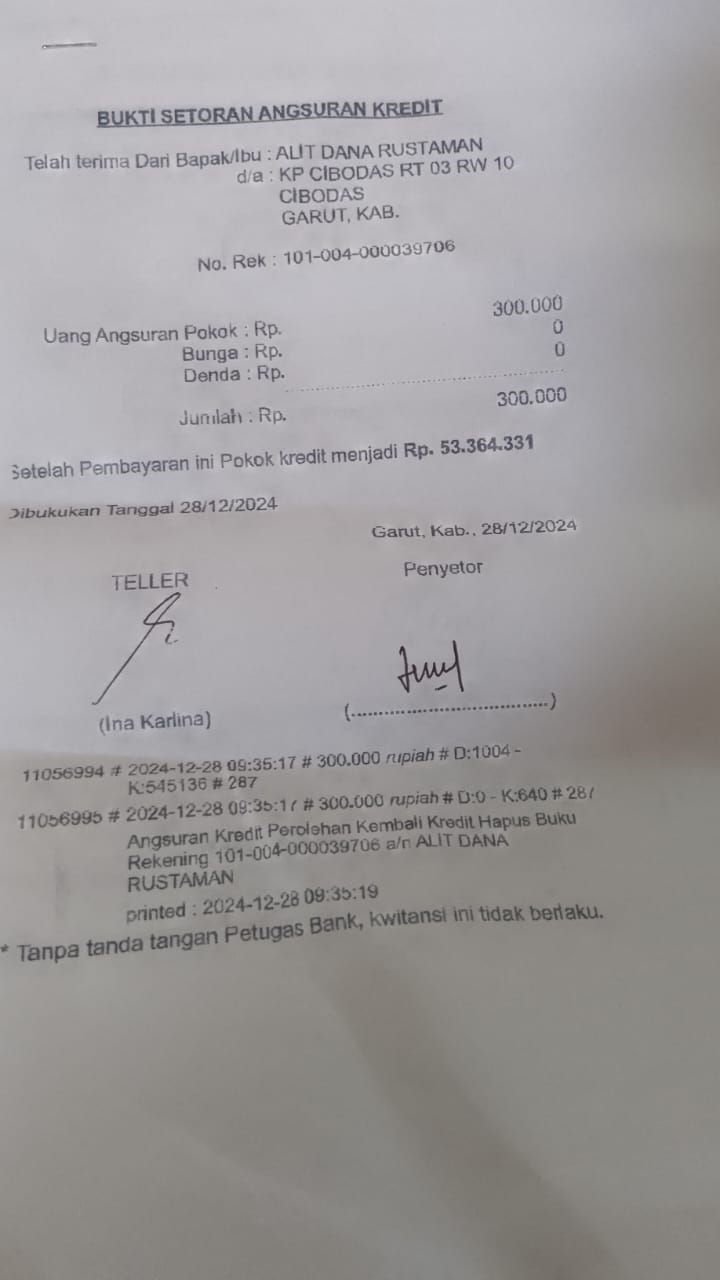 BUKTI SETORAN ANGSURAN KREDIT
Telah terima Dari Bapak/Ibu : ALIT DANA RUSTAMAN
d/a : KP CIBODAS RT 03 RW 10
CIBODAS
GARUT, KAB.
No. Rek : 101-004-000039706
Uang Angsuran Pokok : Rp. 300.000
Bunga : Rp. 0
Denda : Rp. 0
Jumlah : Rp. 300.000
Setelah Pembayaran ini Pokok kredit menjadi Rp. 53.364.331
Dibukukan Tanggal 28/12/2024
Garut, Kab., 28/12/2024
TELLER Penyetor
(Ina Karlina) (.....................................)
11056994 # 2024-12-28 09:35:17 # 300.000 rupiah # D:1004 -
K:545136 # 287
11056995 # 2024-12-28 09:35:17 # 300.000 rupiah # D:0 - K:640 # 287
Angsuran Kredit Perolehan Kembali Kredit Hapus Buku
Rekening 101-004-000039706 a/n ALIT DANA
RUSTAMAN
printed : 2024-12-28 09:35:19
* Tanpa tanda tangan Petugas Bank, kwitansi ini tidak berlaku.